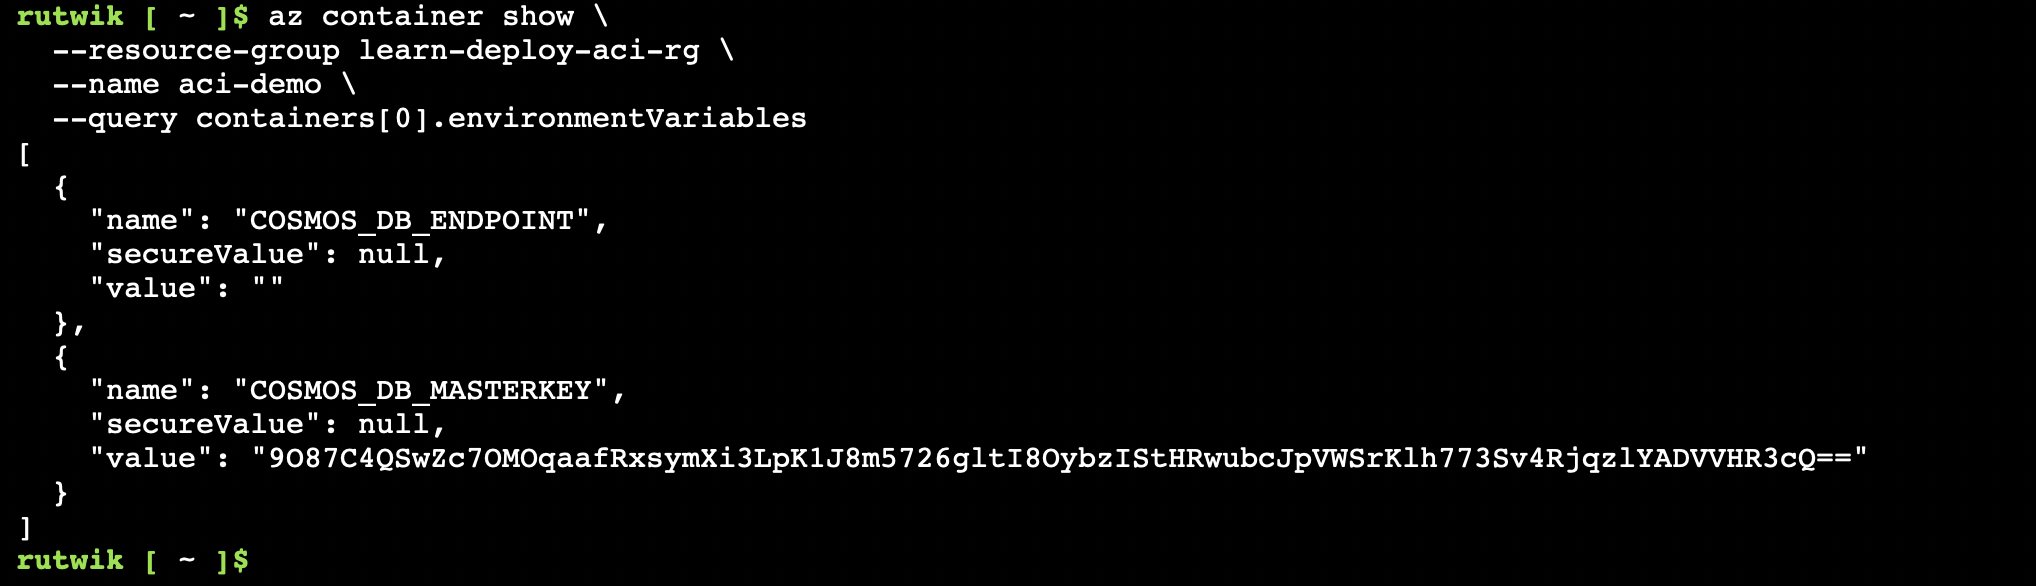 rutwik [ ~ ]$ az container show \
  --resource-group learn-deploy-aci-rg \
  --name aci-demo \
  --query containers[0].environmentVariables
[
  {
    "name": "COSMOS_DB_ENDPOINT",
    "secureValue": null,
    "value": ""
  },
  {
    "name": "COSMOS_DB_MASTERKEY",
    "secureValue": null,
    "value": "9O87C4QSwZc7OMOqaafRxsymXi3LpK1J8m5726gltI8OybzIStHRwubcJpVWSrKlh773Sv4RjqzlYADVVHR3cQ=="
  }
]
rutwik [ ~ ]$